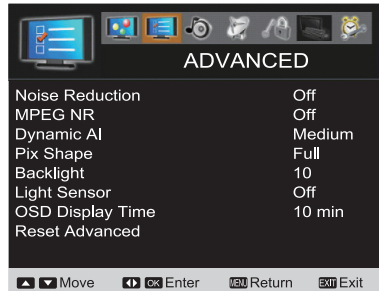 ADVANCED
Noise Reduction Off
MPEG NR Off
Dynamic AI Medium
Pix Shape Full
Backlight 10
Light Sensor Off
OSD Display Time 10 min
Reset Advanced
Move OK Enter MENU Return EXIT Exit